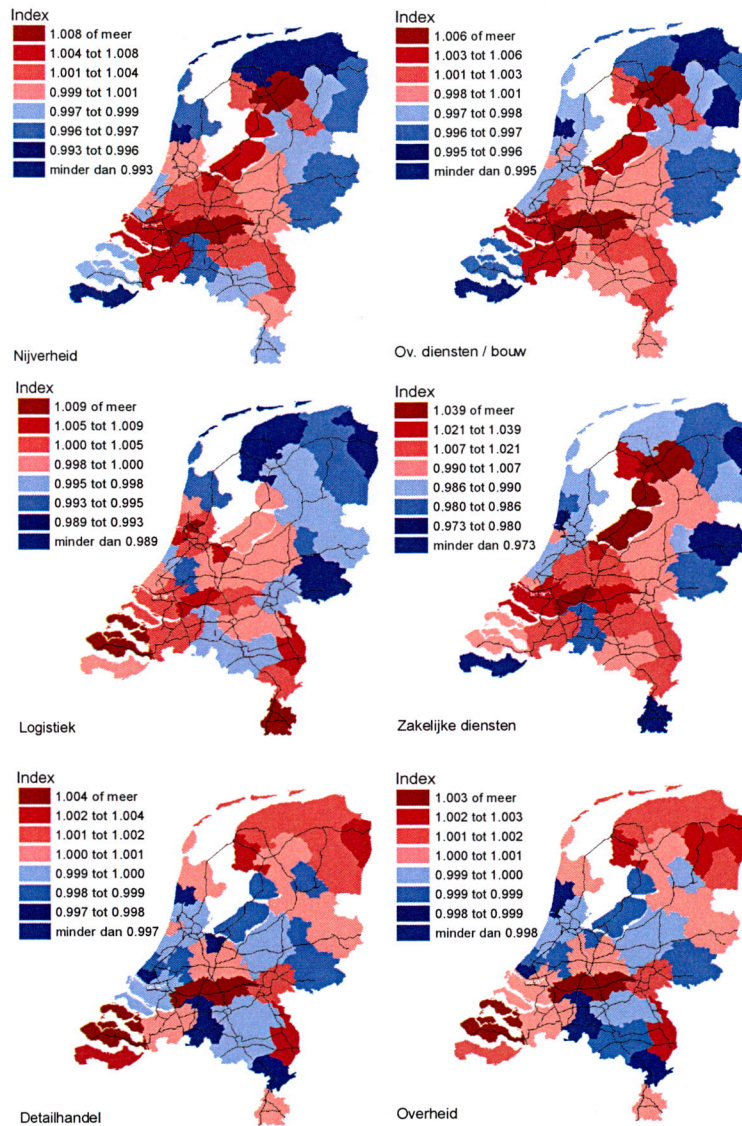 Index
1.008 of meer
1.004 tot 1.008
1.001 tot 1.004
0.999 tot 1.001
0.997 tot 0.999
0.996 tot 0.997
0.993 tot 0.996
minder dan 0.993
Nijverheid
Index
1.006 of meer
1.003 tot 1.006
1.001 tot 1.003
0.998 tot 1.001
0.997 tot 0.998
0.996 tot 0.997
0.995 tot 0.996
minder dan 0.995
Ov. diensten / bouw
Index
1.009 of meer
1.005 tot 1.009
1.000 tot 1.005
0.998 tot 1.000
0.995 tot 0.998
0.993 tot 0.995
0.989 tot 0.993
minder dan 0.989
Logistiek
Index
1.039 of meer
1.021 tot 1.039
1.007 tot 1.021
0.990 tot 1.007
0.986 tot 0.990
0.980 tot 0.986
0.973 tot 0.980
minder dan 0.973
Zakelijke diensten
Index
1.004 of meer
1.002 tot 1.004
1.001 tot 1.002
1.000 tot 1.001
0.999 tot 1.000
0.998 tot 0.999
0.997 tot 0.998
minder dan 0.997
Detailhandel
Index
1.003 of meer
1.002 tot 1.003
1.001 tot 1.002
1.000 tot 1.001
0.999 tot 1.000
0.999 tot 0.999
0.998 tot 0.999
minder dan 0.998
Overheid